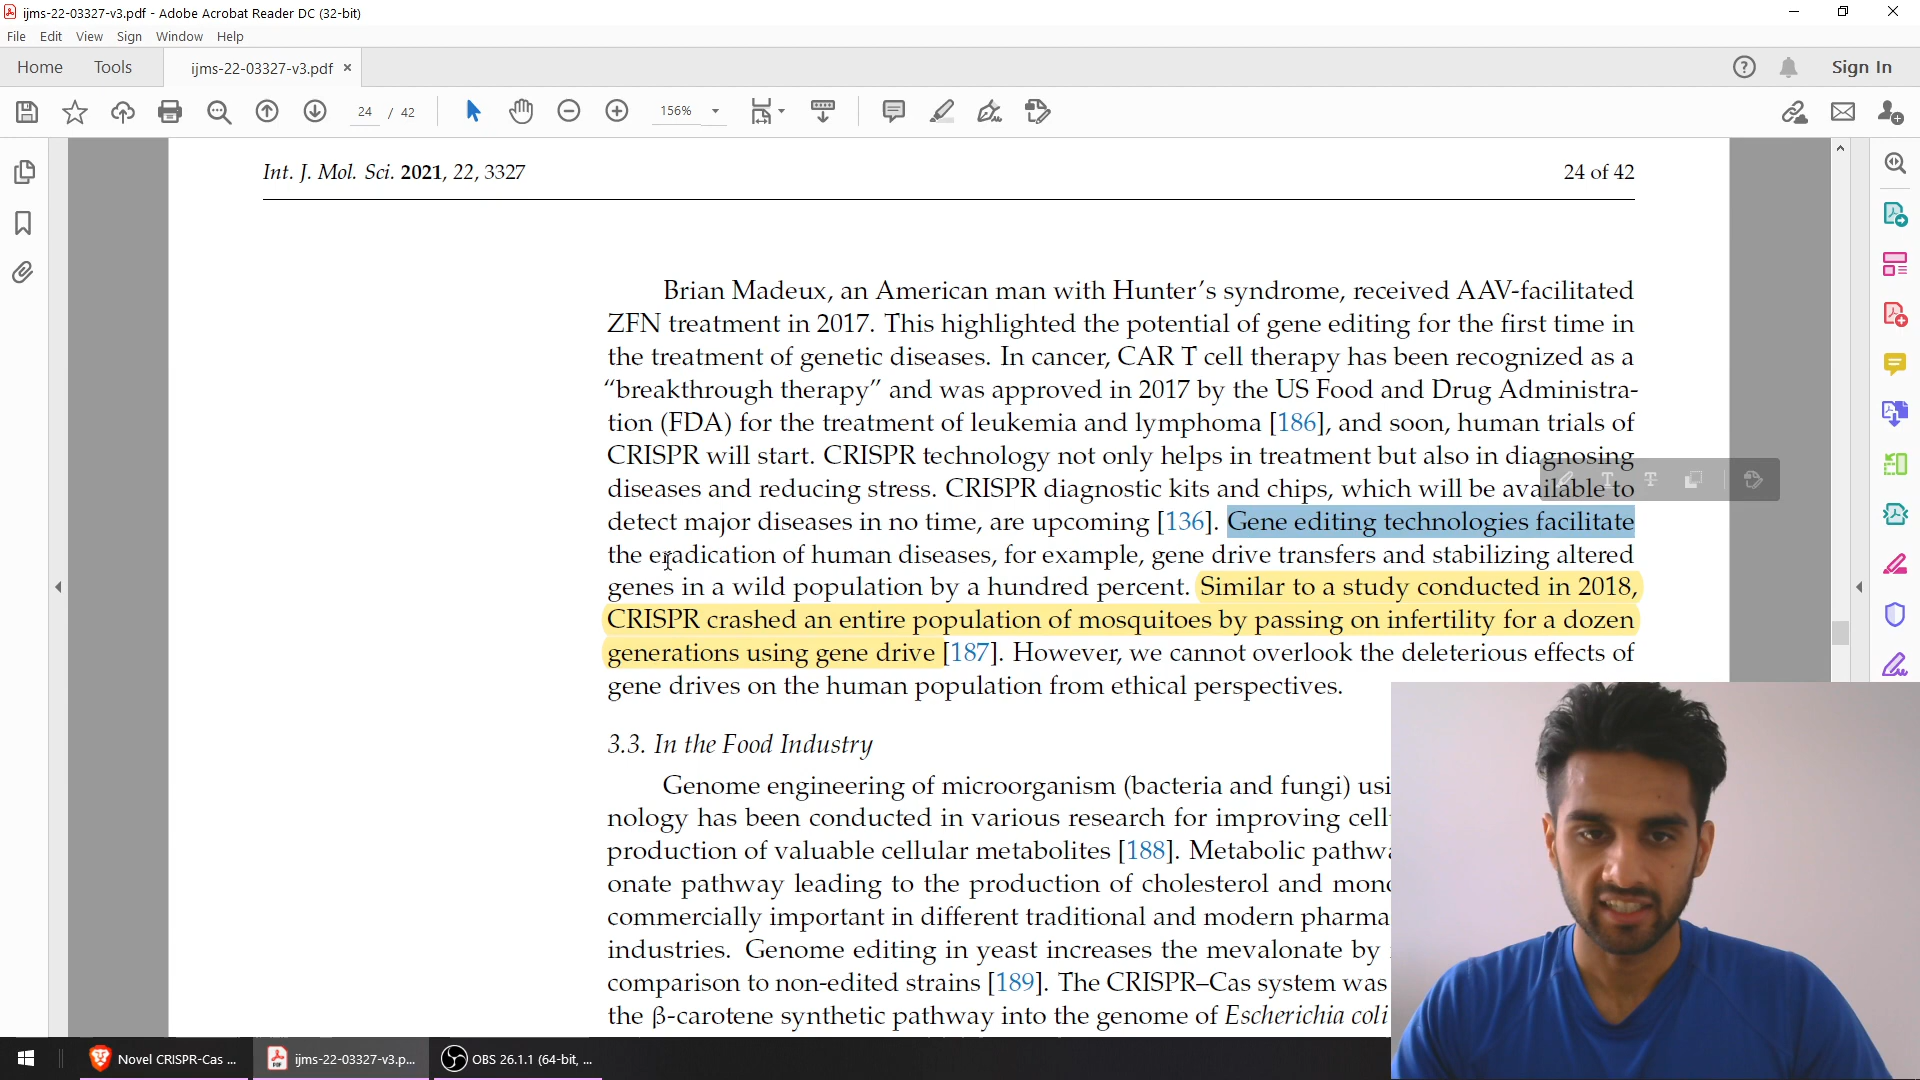 ijms-22-03327-v3.pdf - Adobe Acrobat Reader DC (32-bit)
File Edit View Sign Window Help
Home Tools ijms-22-03327-v3.pdf × Sign In
24 / 42 156%
Int. J. Mol. Sci. 2021, 22, 3327 24 of 42
Brian Madeux, an American man with Hunter's syndrome, received AAV-facilitated
ZFN treatment in 2017. This highlighted the potential of gene editing for the first time in
the treatment of genetic diseases. In cancer, CAR T cell therapy has been recognized as a
“breakthrough therapy” and was approved in 2017 by the US Food and Drug Administra-
tion (FDA) for the treatment of leukemia and lymphoma [186], and soon, human trials of
CRISPR will start. CRISPR technology not only helps in treatment but also in diagnosing
diseases and reducing stress. CRISPR diagnostic kits and chips, which will be available to
detect major diseases in no time, are upcoming [136]. Gene editing technologies facilitate
the eradication of human diseases, for example, gene drive transfers and stabilizing altered
genes in a wild population by a hundred percent. Similar to a study conducted in 2018,
CRISPR crashed an entire population of mosquitoes by passing on infertility for a dozen
generations using gene drive [187]. However, we cannot overlook the deleterious effects of
gene drives on the human population from ethical perspectives.
3.3. In the Food Industry
Genome engineering of microorganism (bacteria and fungi) usi
nology has been conducted in various research for improving cell
production of valuable cellular metabolites [188]. Metabolic pathwa
onate pathway leading to the production of cholesterol and mono
commercially important in different traditional and modern pharma
industries. Genome editing in yeast increases the mevalonate by
comparison to non-edited strains [189]. The CRISPR–Cas system was
the β-carotene synthetic pathway into the genome of Escherichia coli
Novel CRISPR-Cas ... ijms-22-03327-v3.p... OBS 26.1.1 (64-bit, ...